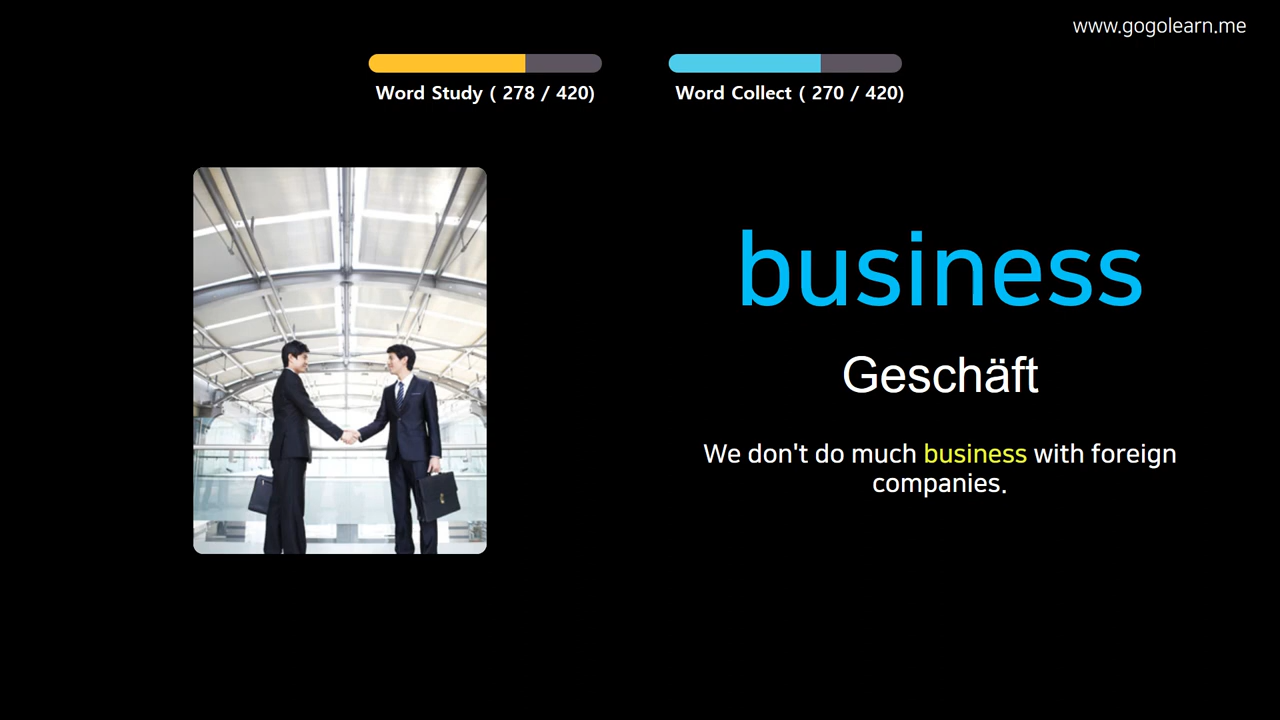 www.gogolearn.me
Word Study ( 278 / 420)
Word Collect ( 270 / 420)
business
Geschäft
We don't do much business with foreign
companies.